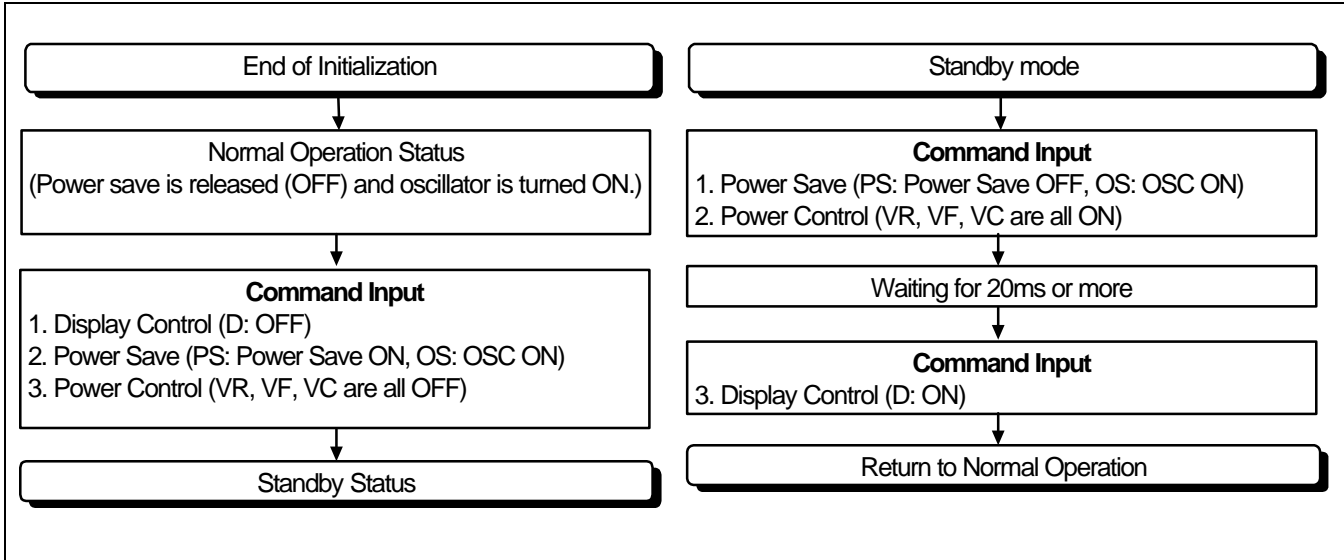 End of Initialization
Normal Operation Status
(Power save is released (OFF) and oscillator is turned ON.)
Command Input
1. Display Control (D: OFF)
2. Power Save (PS: Power Save ON, OS: OSC ON)
3. Power Control (VR, VF, VC are all OFF)
Standby Status
Standby mode
Command Input
1. Power Save (PS: Power Save OFF, OS: OSC ON)
2. Power Control (VR, VF, VC are all ON)
Waiting for 20ms or more
Command Input
3. Display Control (D: ON)
Return to Normal Operation